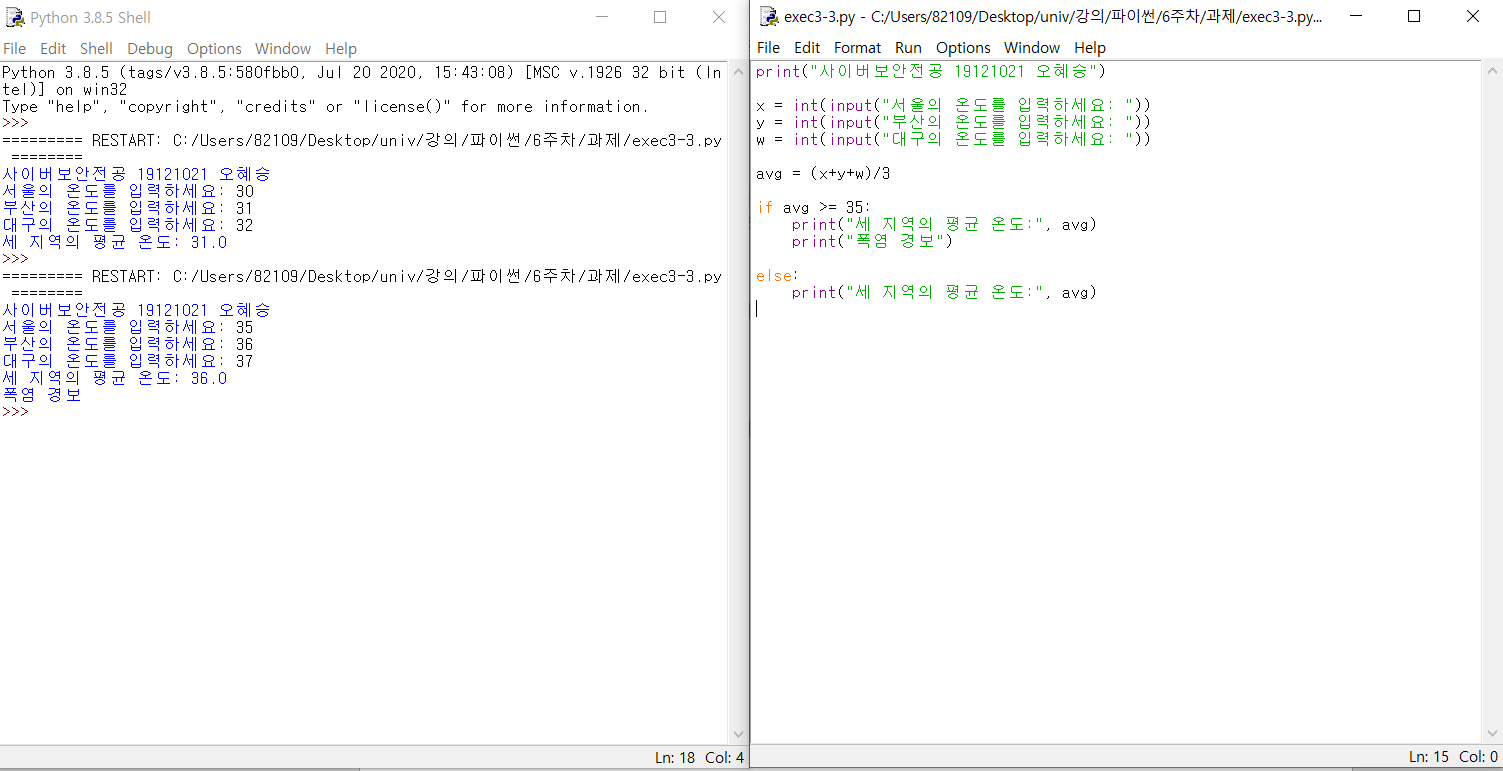 Python 3.8.5 Shell
File Edit Shell Debug Options Window Help
Python 3.8.5 (tags/v3.8.5:580fbb0, Jul 20 2020, 15:43:08) [MSC v.1926 32 bit (In
tel)] on win32
Type "help", "copyright", "credits" or "license()" for more information.
>>>
========= RESTART: C:/Users/82109/Desktop/univ/강의/파이썬/6주차/과제/exec3-3.py
========
사이버보안전공 19121021 오혜승
서울의 온도를 입력하세요: 30
부산의 온도를 입력하세요: 31
대구의 온도를 입력하세요: 32
세 지역의 평균 온도: 31.0
>>>
========= RESTART: C:/Users/82109/Desktop/univ/강의/파이썬/6주차/과제/exec3-3.py
========
사이버보안전공 19121021 오혜승
서울의 온도를 입력하세요: 35
부산의 온도를 입력하세요: 36
대구의 온도를 입력하세요: 37
세 지역의 평균 온도: 36.0
폭염 경보
>>>
Ln: 18 Col: 4
exec3-3.py - C:/Users/82109/Desktop/univ/강의/파이썬/6주차/과제/exec3-3.py...
File Edit Format Run Options Window Help
print("사이버보안전공 19121021 오혜승")
x = int(input("서울의 온도를 입력하세요: "))
y = int(input("부산의 온도를 입력하세요: "))
w = int(input("대구의 온도를 입력하세요: "))
avg = (x+y+w)/3
if avg >= 35:
    print("세 지역의 평균 온도:", avg)
    print("폭염 경보")
else:
    print("세 지역의 평균 온도:", avg)
Ln: 15 Col: 0